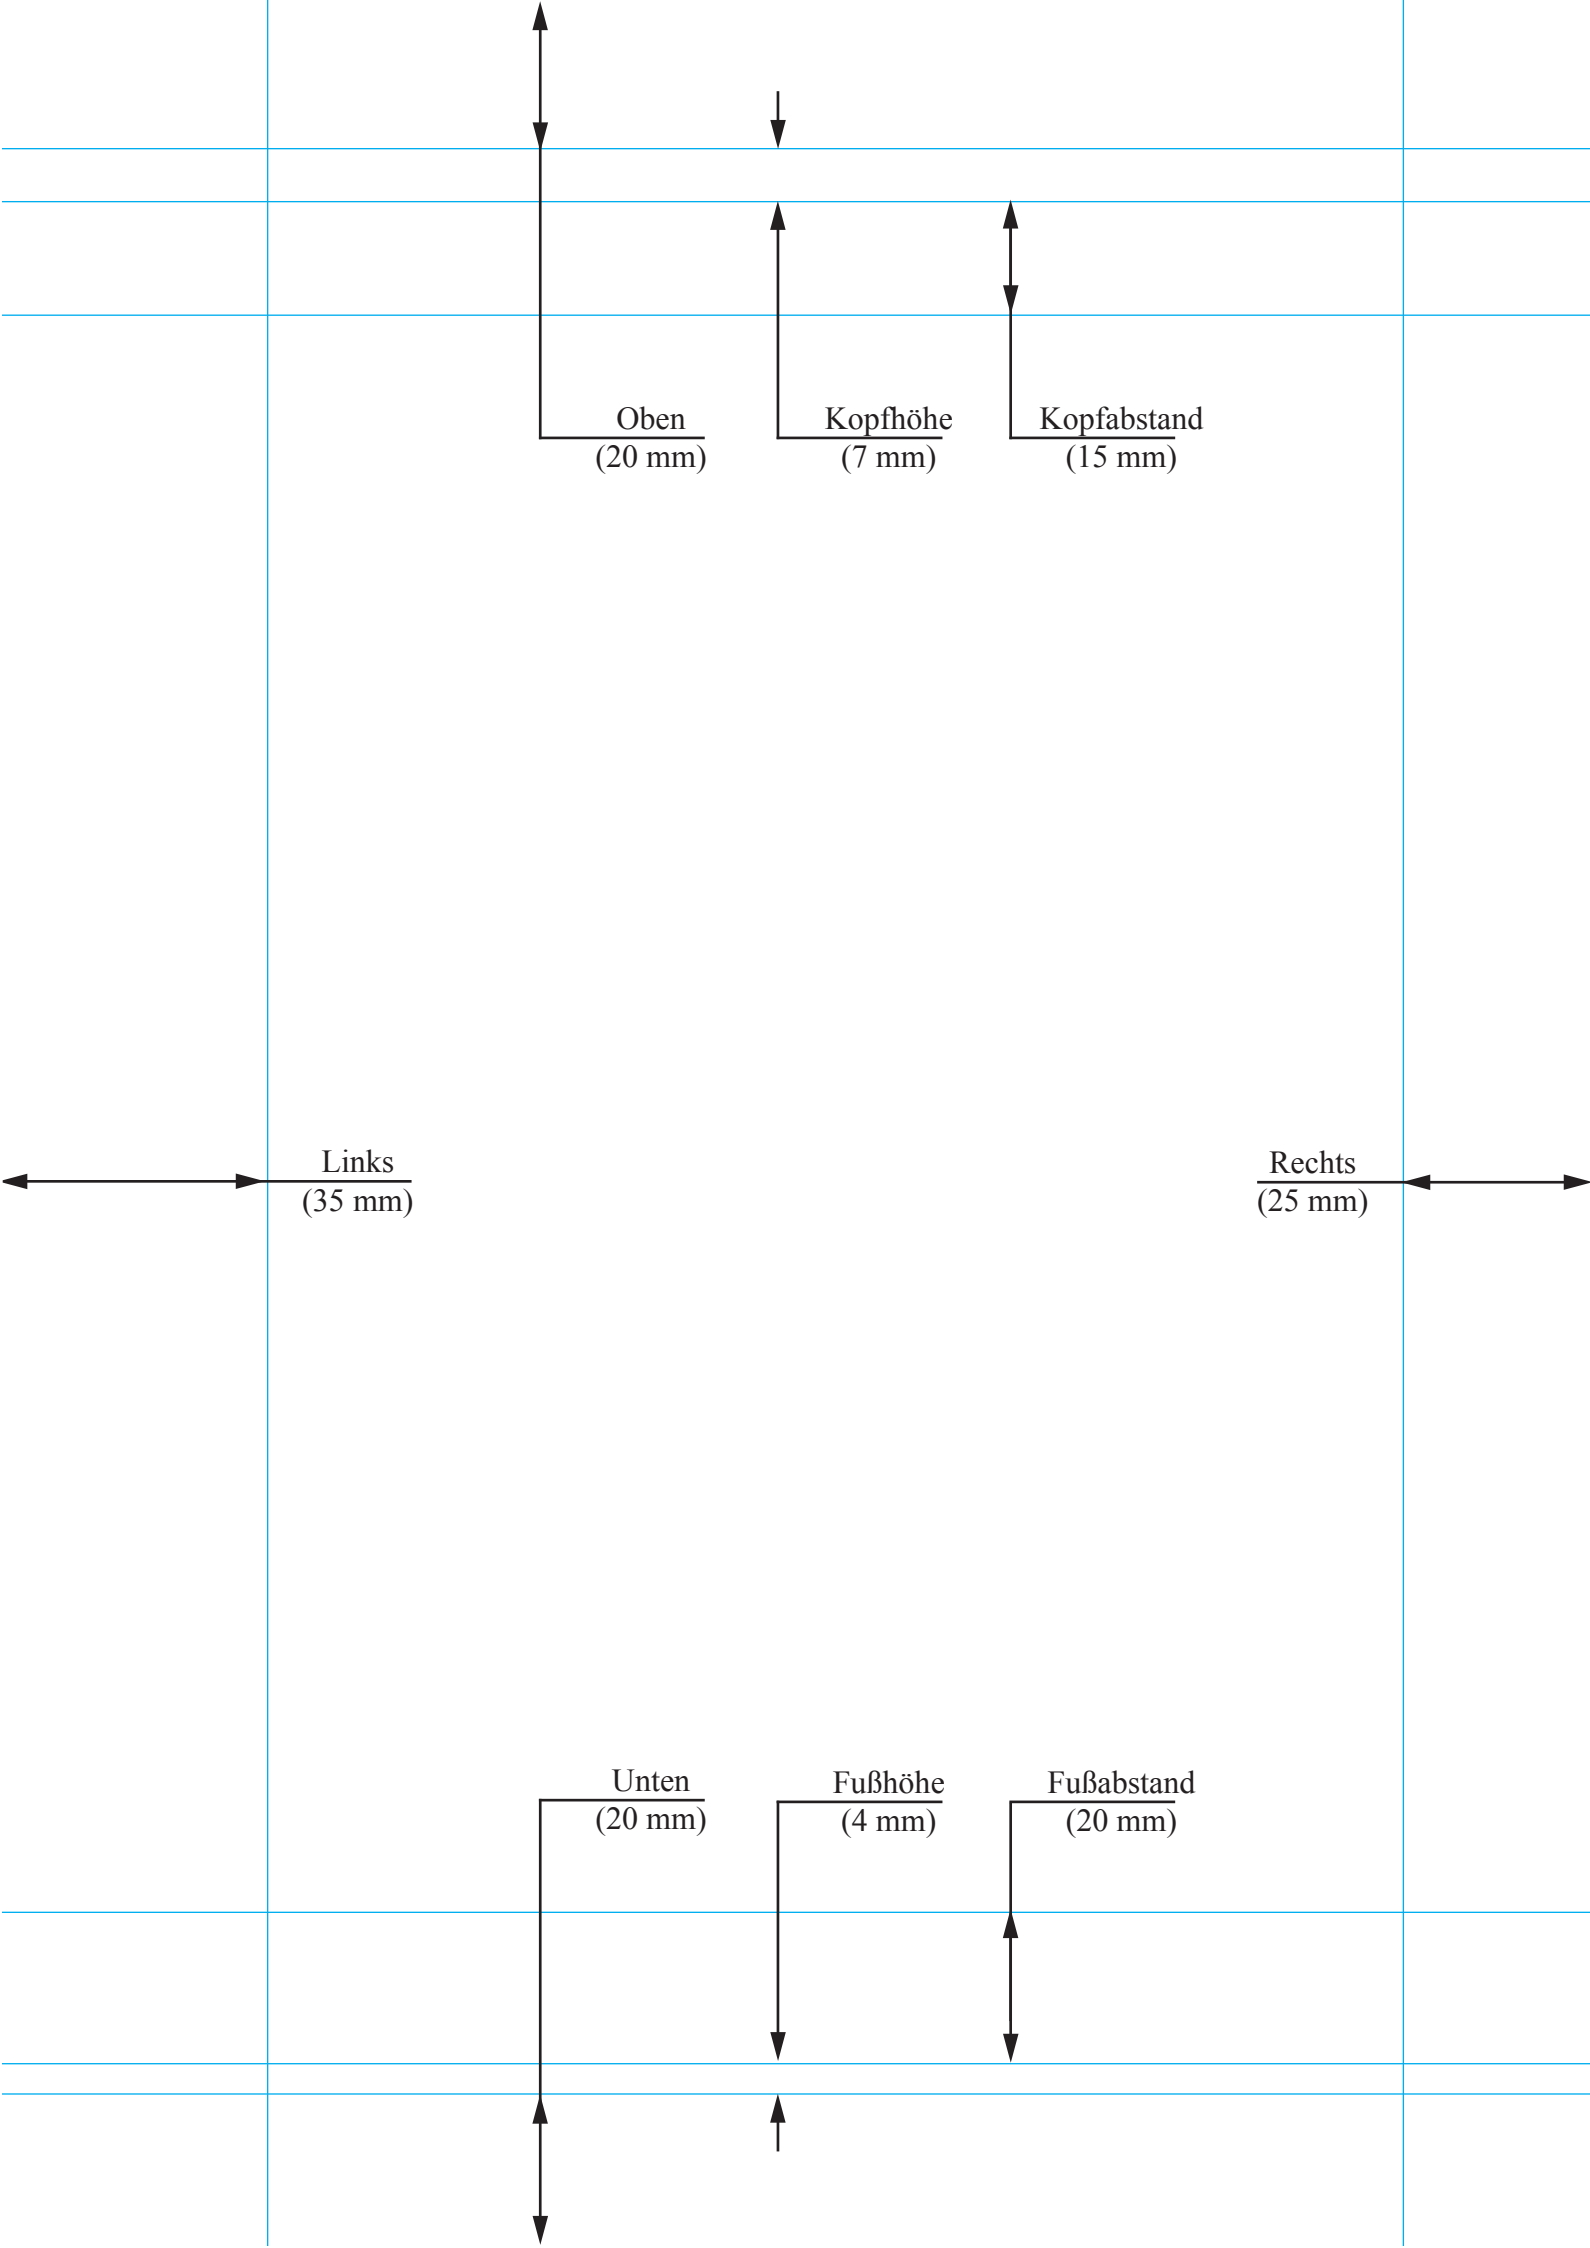 Oben
(20 mm)
Kopfhöhe
(7 mm)
Kopfabstand
(15 mm)
Links
(35 mm)
Rechts
(25 mm)
Unten
(20 mm)
Fußhöhe
(4 mm)
Fußabstand
(20 mm)